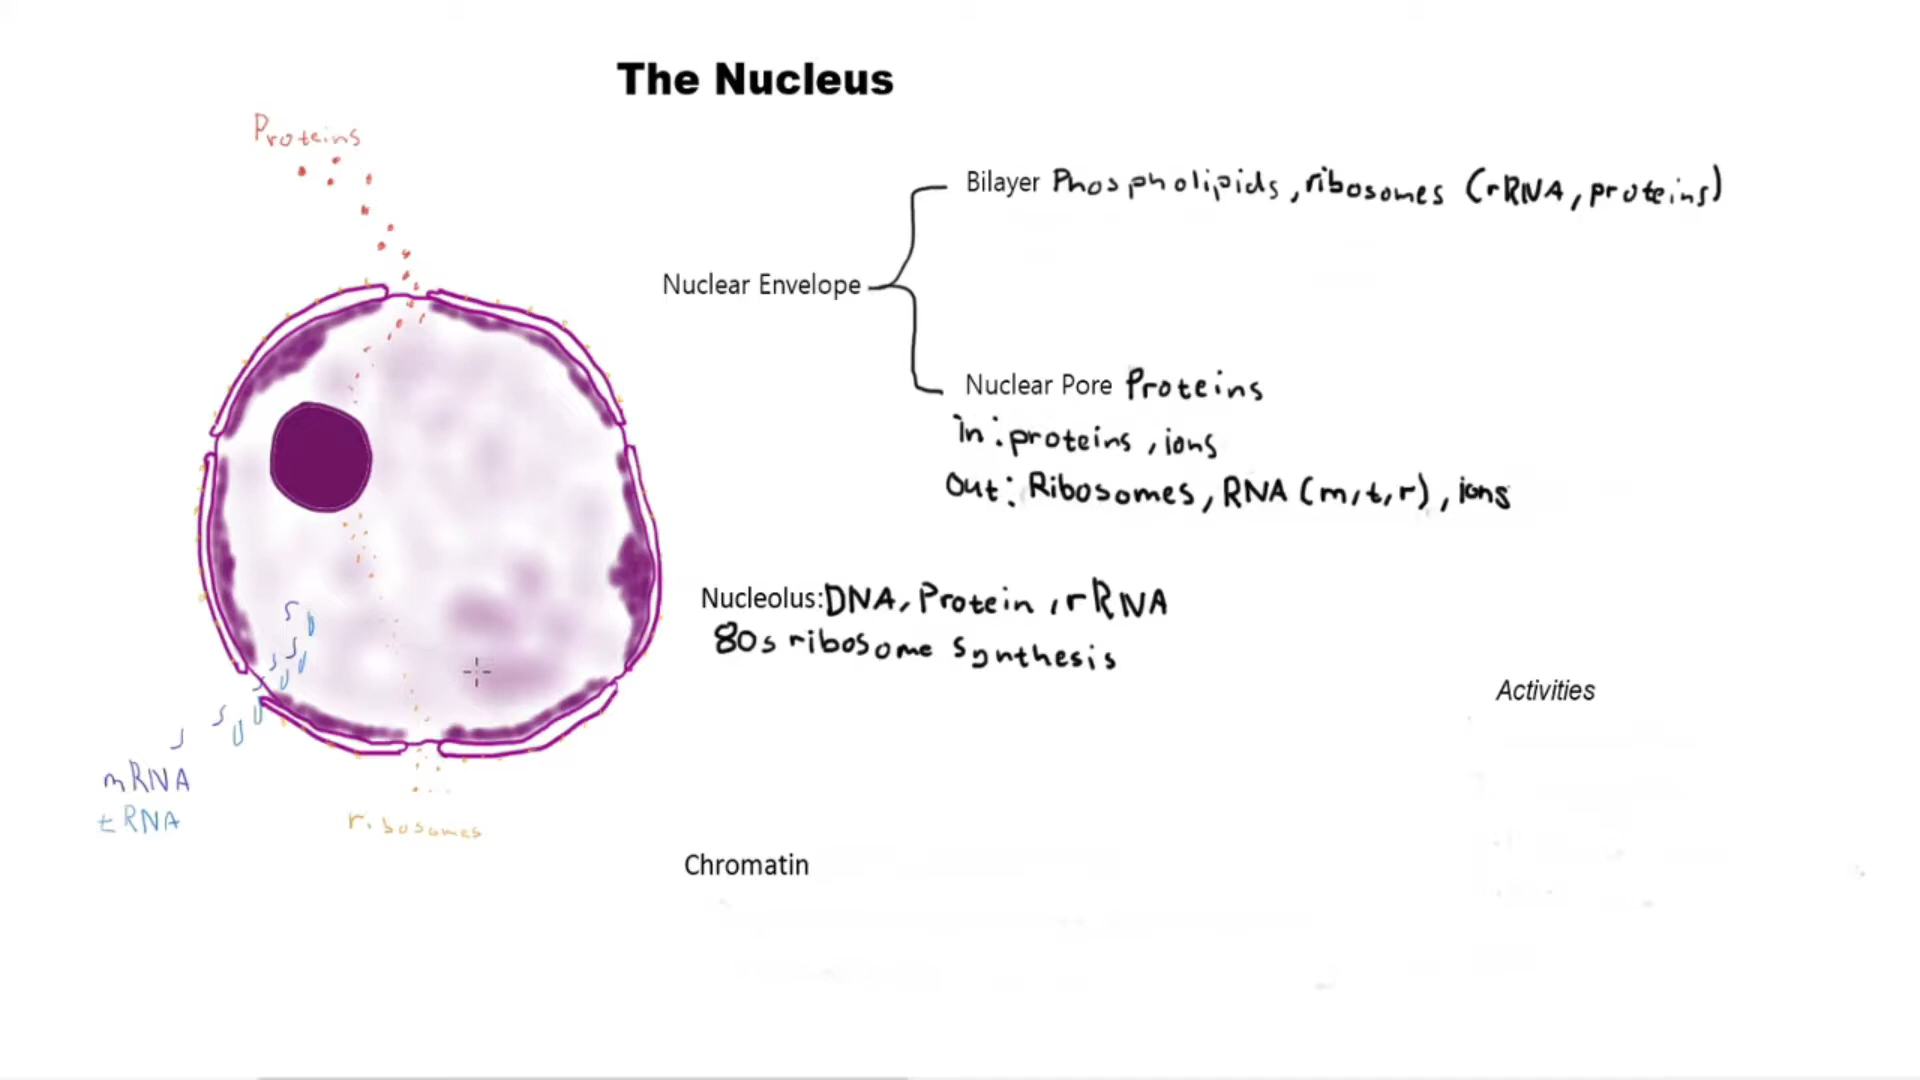 The Nucleus
Proteins
Bilayer Phospholipids, ribosomes (rRNA, proteins)
Nuclear Envelope
Nuclear Pore Proteins
in: proteins, ions
Out: Ribosomes, RNA (m,t,r), ions
Nucleolus: DNA, Protein, rRNA
80s ribosome synthesis
Activities
mRNA
tRNA
ribosomes
Chromatin